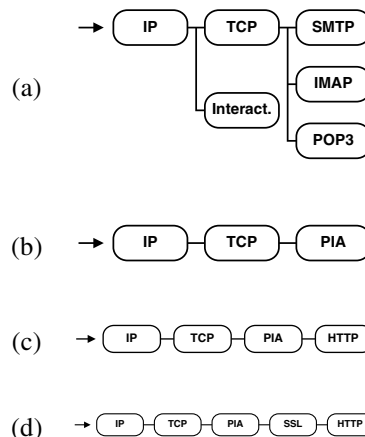 IP TCP SMTP
(a) IMAP
Interact.
POP3
(b) IP TCP PIA
(c) IP TCP PIA HTTP
(d) IP TCP PIA SSL HTTP